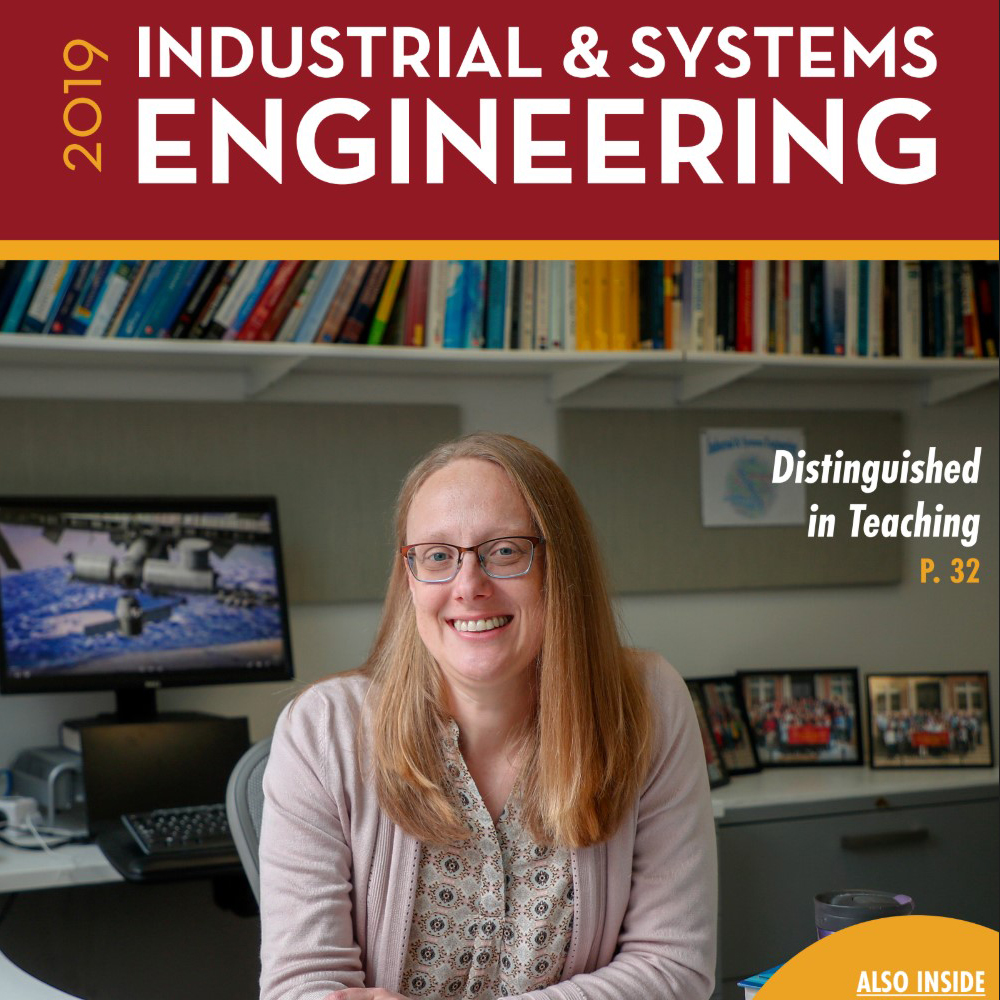 2019
INDUSTRIAL & SYSTEMS
ENGINEERING
Distinguished
in Teaching
P. 32
ALSO INSIDE